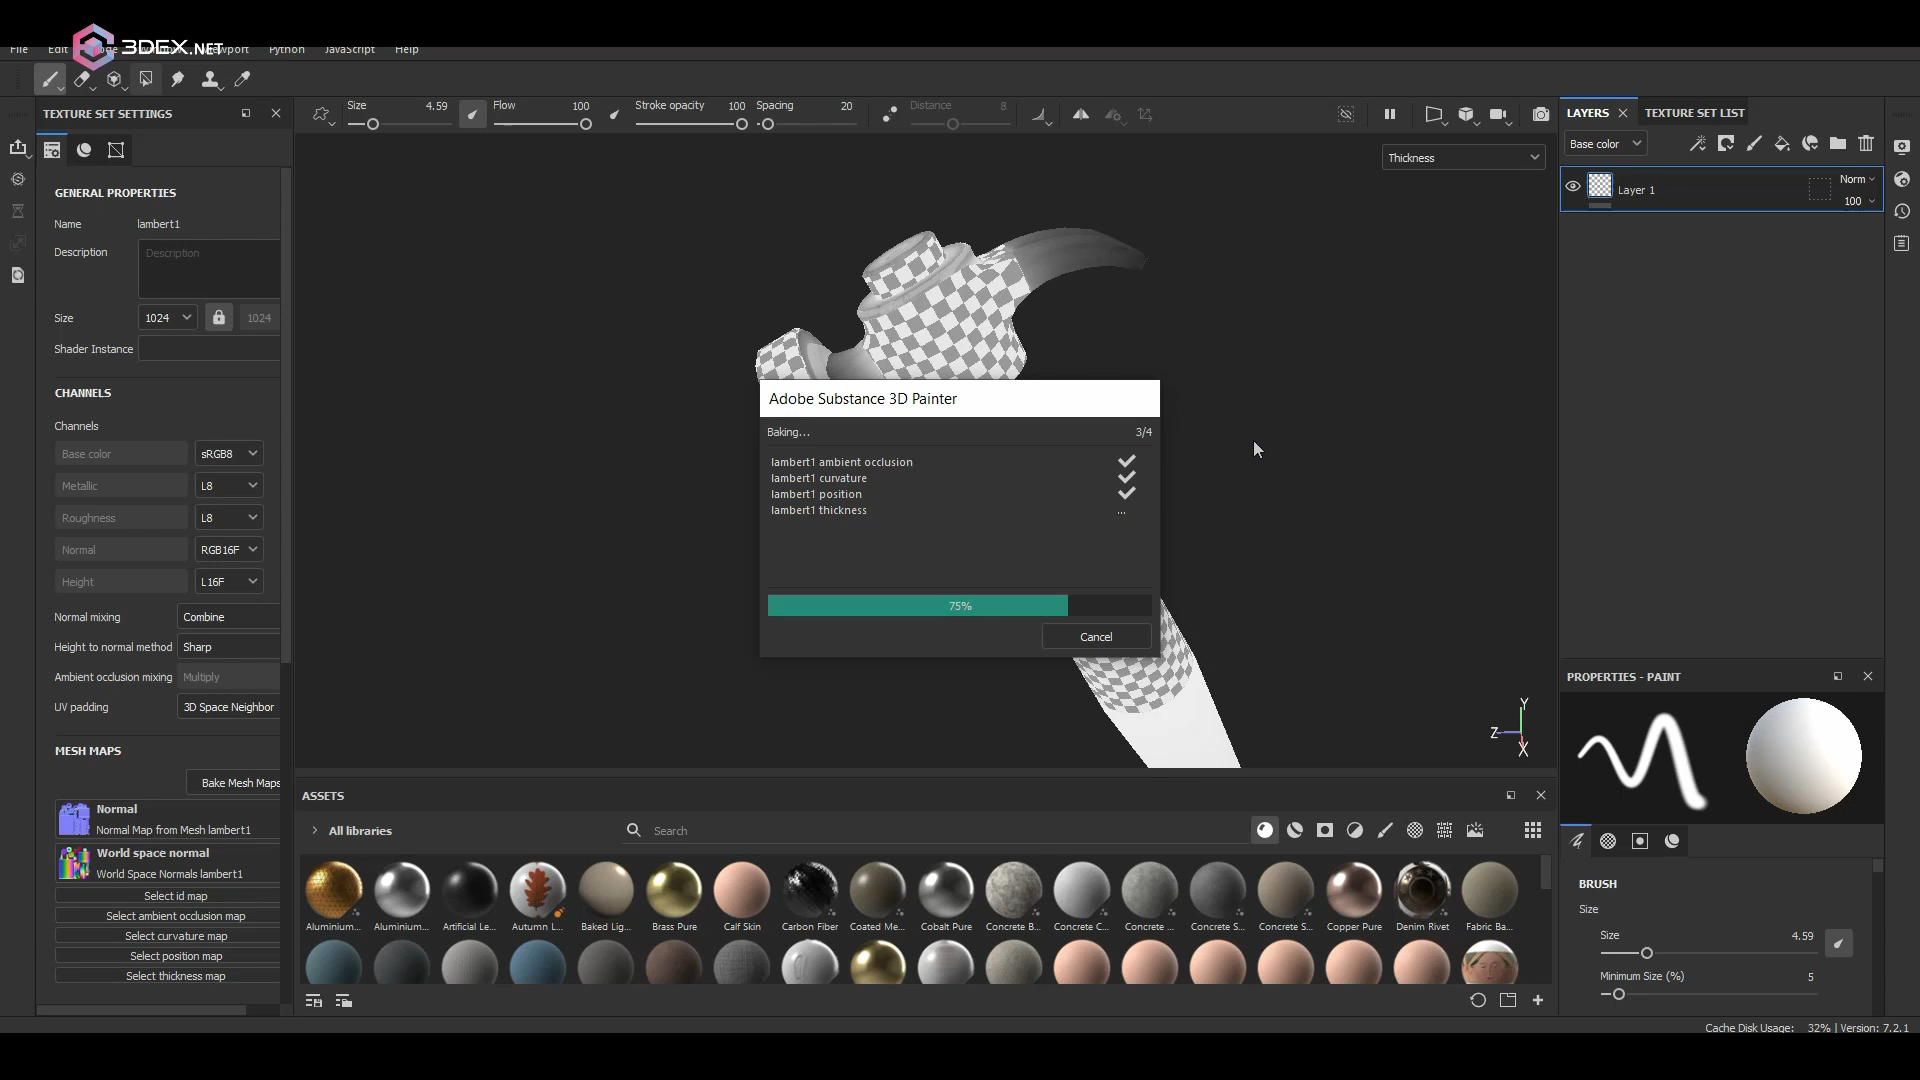 3DEX.NET
File Edit Python JavaScript Help
TEXTURE SET SETTINGS
GENERAL PROPERTIES
Name lambert1
Description Description
Size 1024 1024
Shader Instance
CHANNELS
Channels
Base color sRGB8
Metallic L8
Roughness L8
Normal RGB16F
Height L16F
Normal mixing Combine
Height to normal method Sharp
Ambient occlusion mixing Multiply
UV padding 3D Space Neighbor
MESH MAPS
Bake Mesh Maps
Normal
Normal Map from Mesh lambert1
World space normal
World Space Normals lambert1
Select id map
Select ambient occlusion map
Select curvature map
Select position map
Select thickness map
Size 4.59 Flow 100 Stroke opacity 100 Spacing 20 Distance 8
Thickness
Adobe Substance 3D Painter
Baking... 3/4
lambert1 ambient occlusion
lambert1 curvature
lambert1 position
lambert1 thickness ...
75%
Cancel
Y
Z
X
ASSETS
All libraries Search
Aluminium... Aluminium... Artificial Le... Autumn L... Baked Lig... Brass Pure Calf Skin Carbon Fiber Coated Me... Cobalt Pure Concrete B... Concrete C... Concrete ... Concrete S... Concrete S... Copper Pure Denim Rivet Fabric Ba...
LAYERS TEXTURE SET LIST
Base color
Layer 1 Norm
100
PROPERTIES - PAINT
BRUSH
Size
Size 4.59
Minimum Size (%) 5
Cache Disk Usage: 32% | Version: 7.2.1